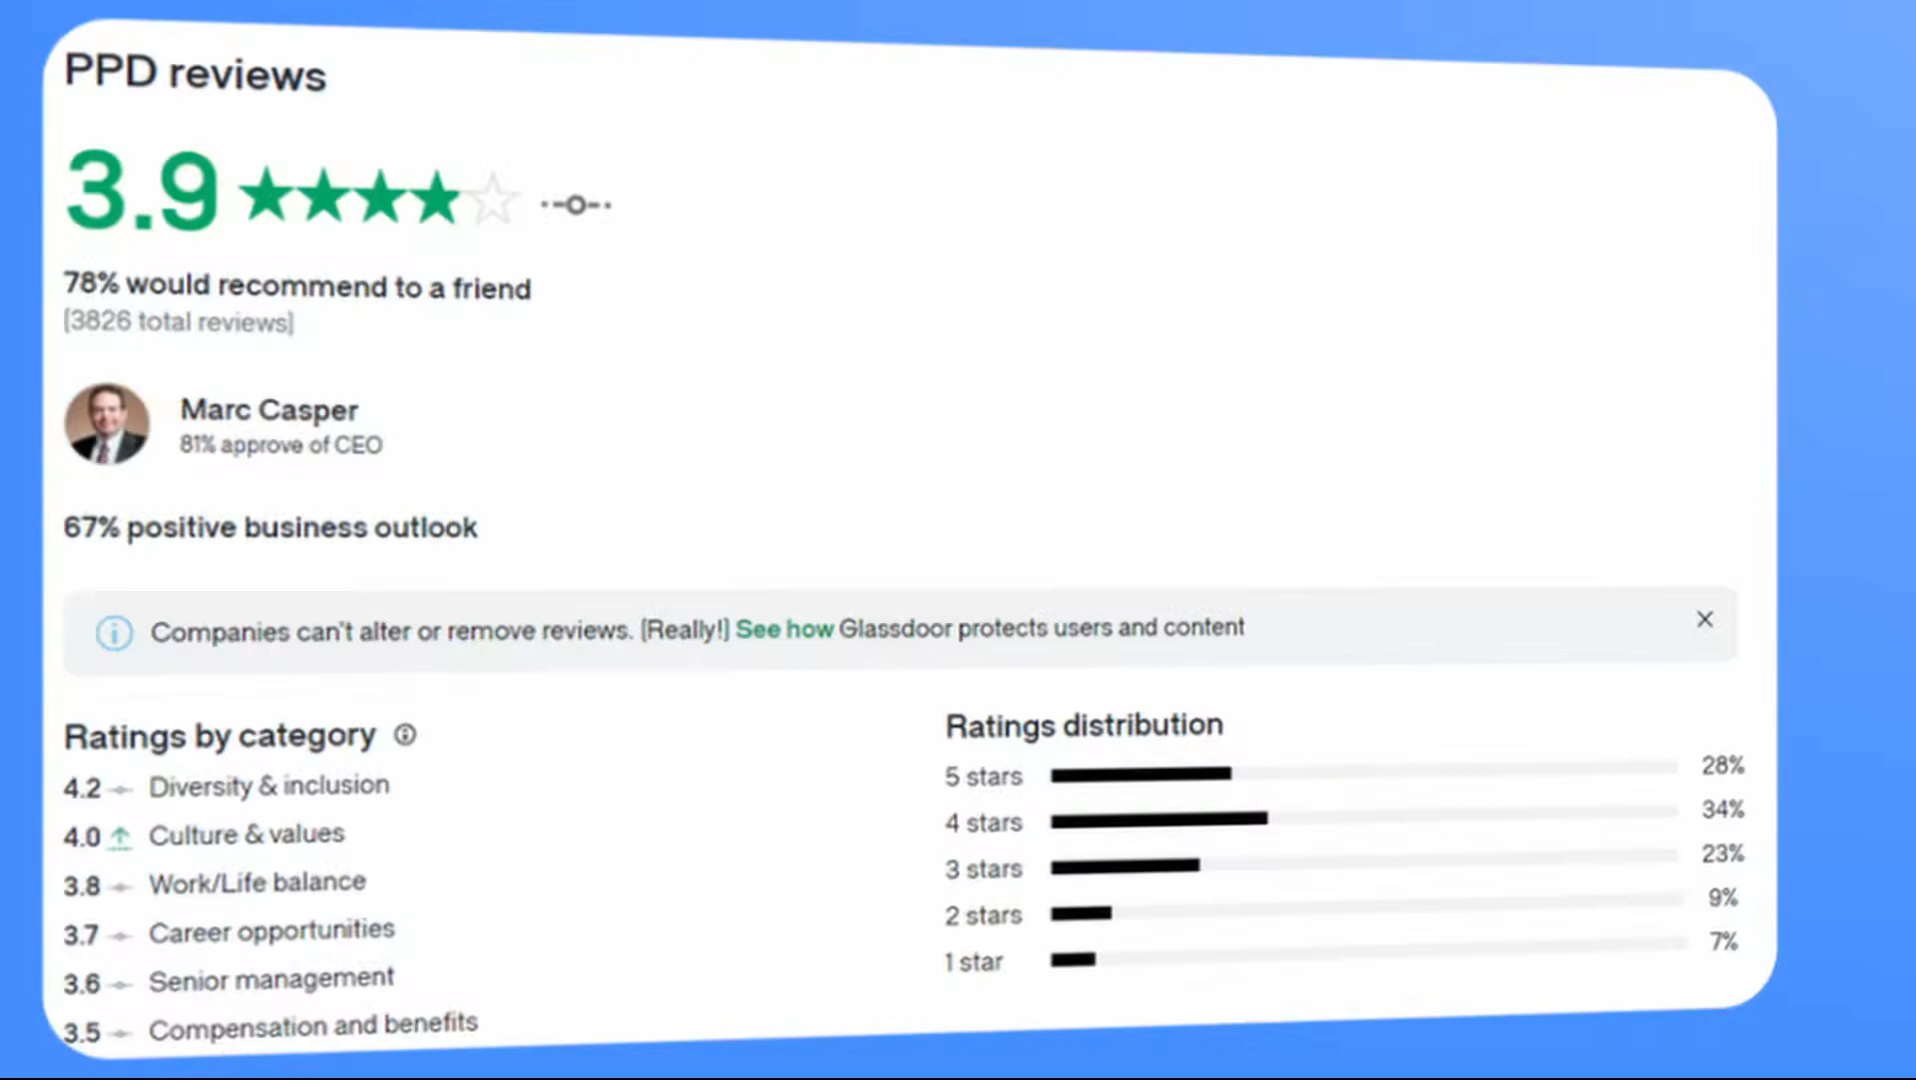 PPD reviews
3.9
78% would recommend to a friend
(3826 total reviews)
Marc Casper
81% approve of CEO
67% positive business outlook
Companies can't alter or remove reviews. (Really!) See how Glassdoor protects users and content
Ratings by category
4.2 Diversity & inclusion
4.0 Culture & values
3.8 Work/Life balance
3.7 Career opportunities
3.6 Senior management
3.5 Compensation and benefits
Ratings distribution
5 stars 28%
4 stars 34%
3 stars 23%
2 stars 9%
1 star 7%